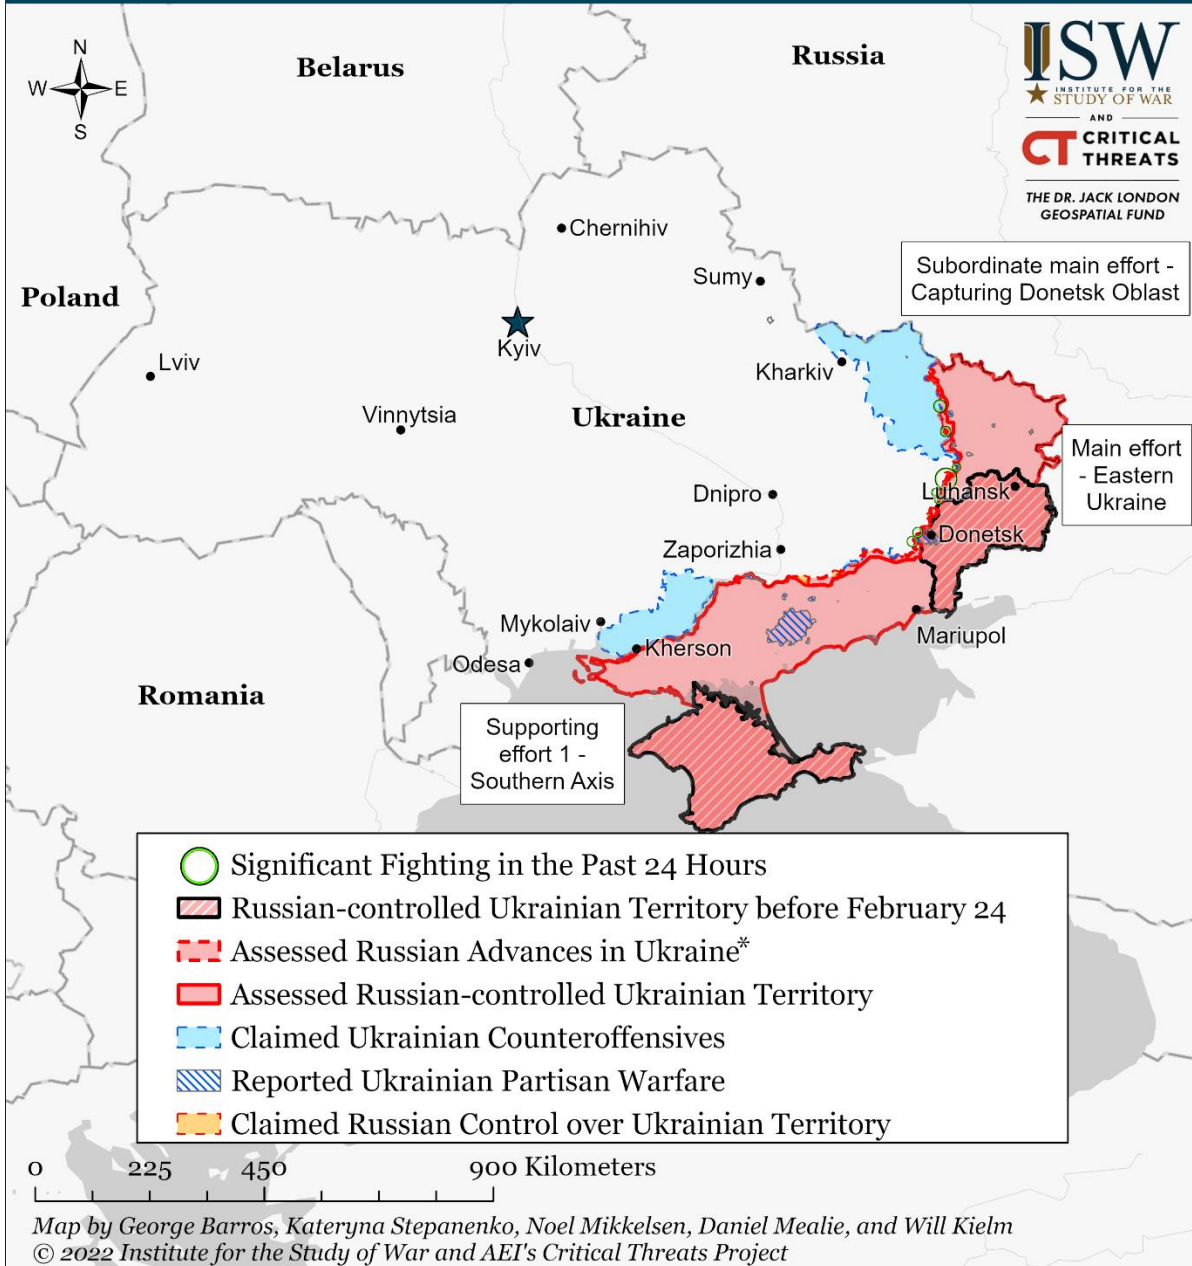 N
W
E
S
Belarus
Russia
ISW
INSTITUTE FOR THE
STUDY OF WAR
AND
CT CRITICAL
THREATS
THE DR. JACK LONDON
GEOSPATIAL FUND
Chernihiv
Sumy
Subordinate main effort -
Capturing Donetsk Oblast
Poland
Kyiv
Lviv
Kharkiv
Vinnytsia
Ukraine
Main effort
- Eastern
Ukraine
Dnipro
Luhansk
Donetsk
Zaporizhia
Mykolaiv
Kherson
Mariupol
Odesa
Romania
Supporting
effort 1 -
Southern Axis
Significant Fighting in the Past 24 Hours
Russian-controlled Ukrainian Territory before February 24
Assessed Russian Advances in Ukraine*
Assessed Russian-controlled Ukrainian Territory
Claimed Ukrainian Counteroffensives
Reported Ukrainian Partisan Warfare
Claimed Russian Control over Ukrainian Territory
0 225 450 900 Kilometers
Map by George Barros, Kateryna Stepanenko, Noel Mikkelsen, Daniel Mealie, and Will Kielm
© 2022 Institute for the Study of War and AEI's Critical Threats Project